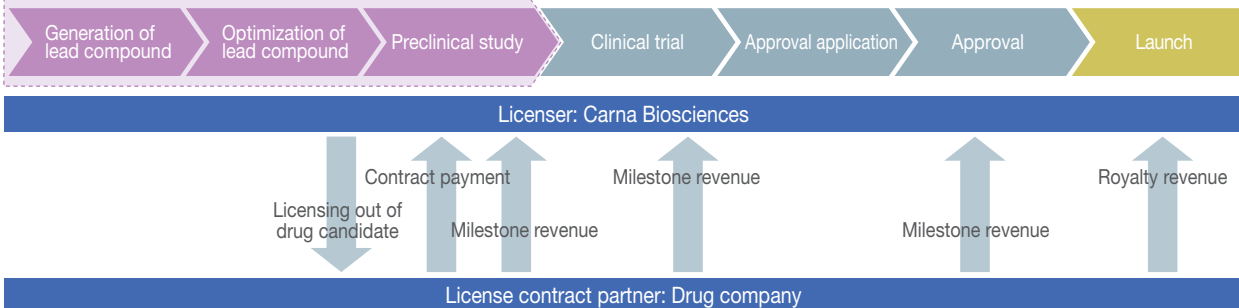 Generation of
lead compound
Optimization of
lead compound
Preclinical study
Clinical trial
Approval application
Approval
Launch
Licenser: Carna Biosciences
Licensing out of
drug candidate
Contract payment
Milestone revenue
Milestone revenue
Milestone revenue
Royalty revenue
License contract partner: Drug company